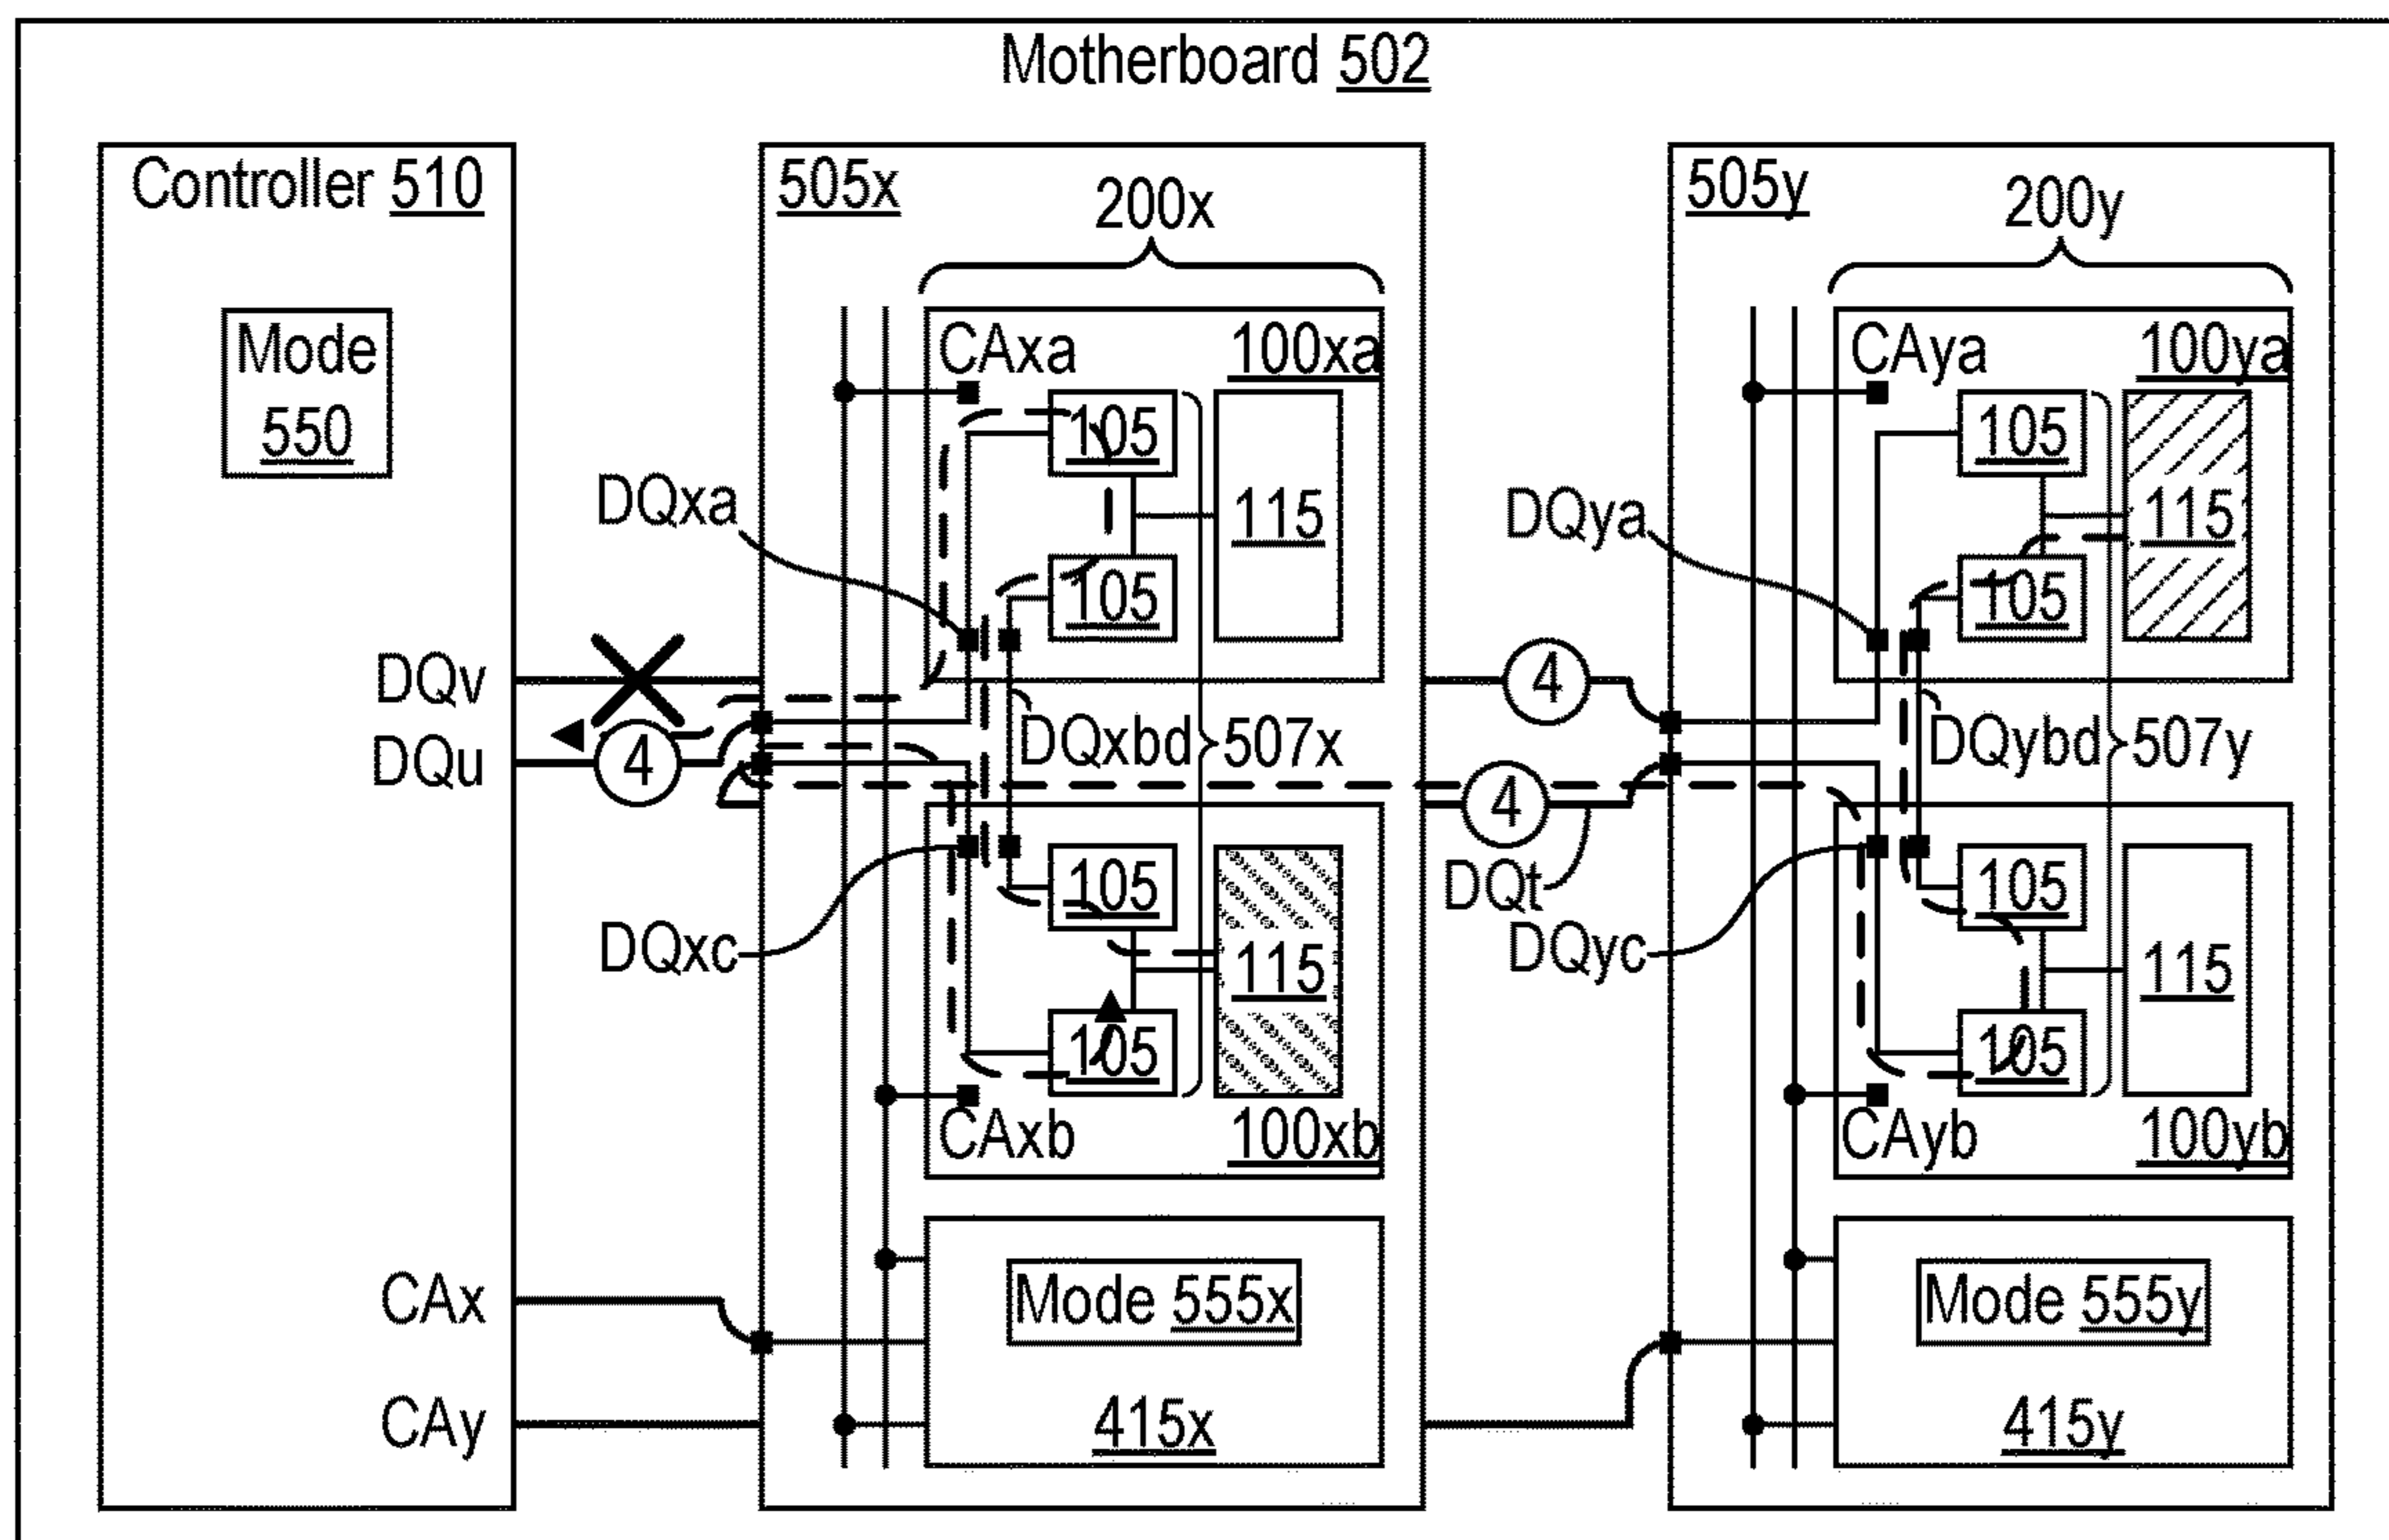 Motherboard 502
Controller 510
Mode
550
DQv
DQu
CAx
CAy
505x
200x
CAxa
100xa
105
115
105
DQxa
4
DQxbd
507x
105
115
105
DQxc
CAxb
100xb
Mode 555x
415x
4
4
DQt
505y
200y
CAya
100ya
105
115
105
DQya
DQybd
507y
105
115
105
DQyc
CAyb
100yb
Mode 555y
415y